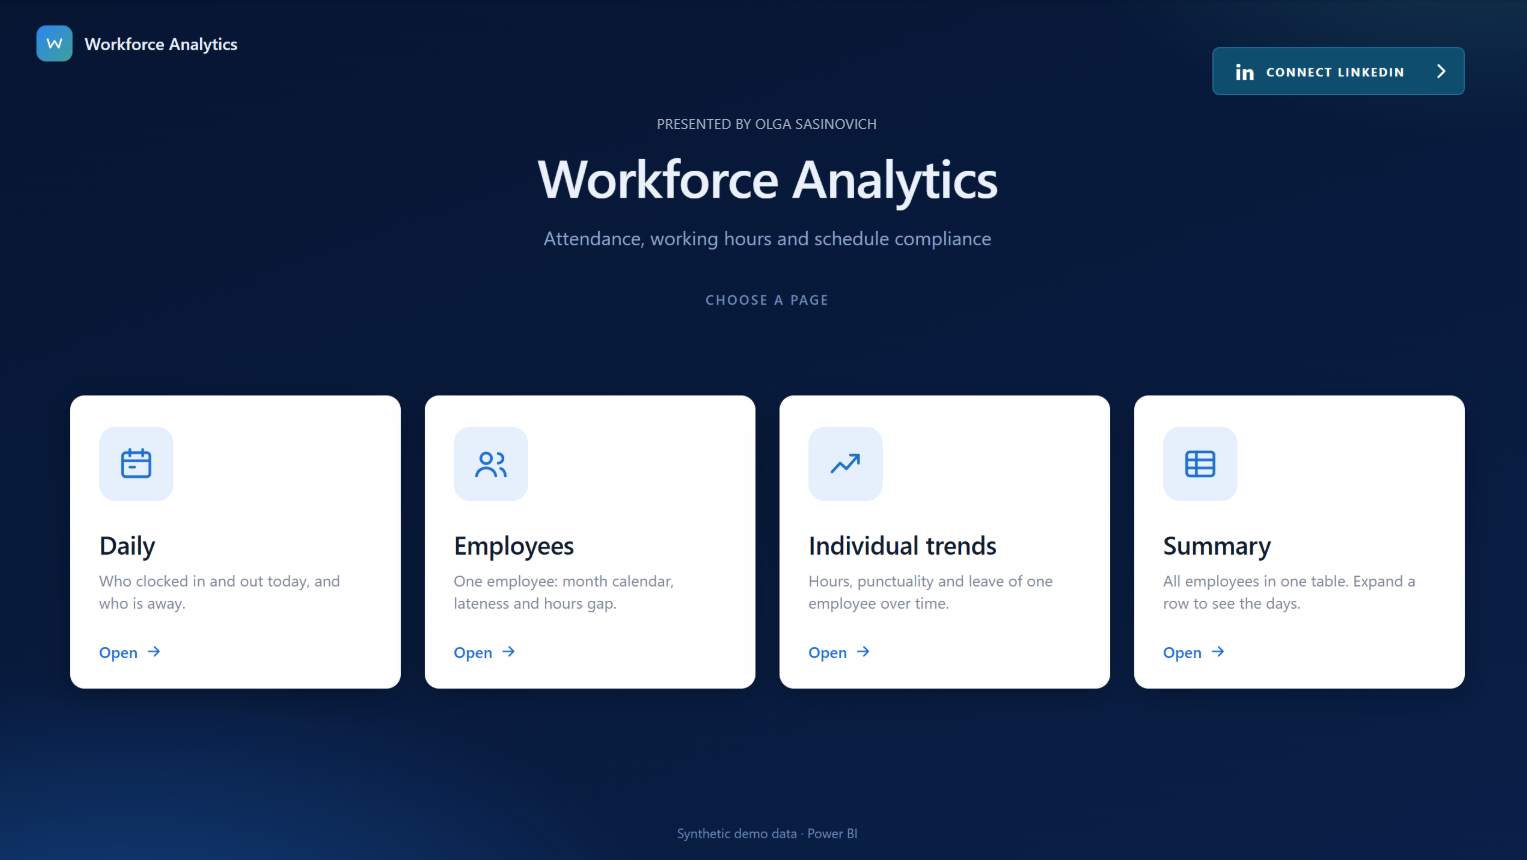 Workforce Analytics
in CONNECT LINKEDIN
PRESENTED BY OLGA SASINOVICH
Workforce Analytics
Attendance, working hours and schedule compliance
CHOOSE A PAGE
Daily
Who clocked in and out today, and
who is away.
Open
Employees
One employee: month calendar,
lateness and hours gap.
Open
Individual trends
Hours, punctuality and leave of one
employee over time.
Open
Summary
All employees in one table. Expand a
row to see the days.
Open
Synthetic demo data · Power BI